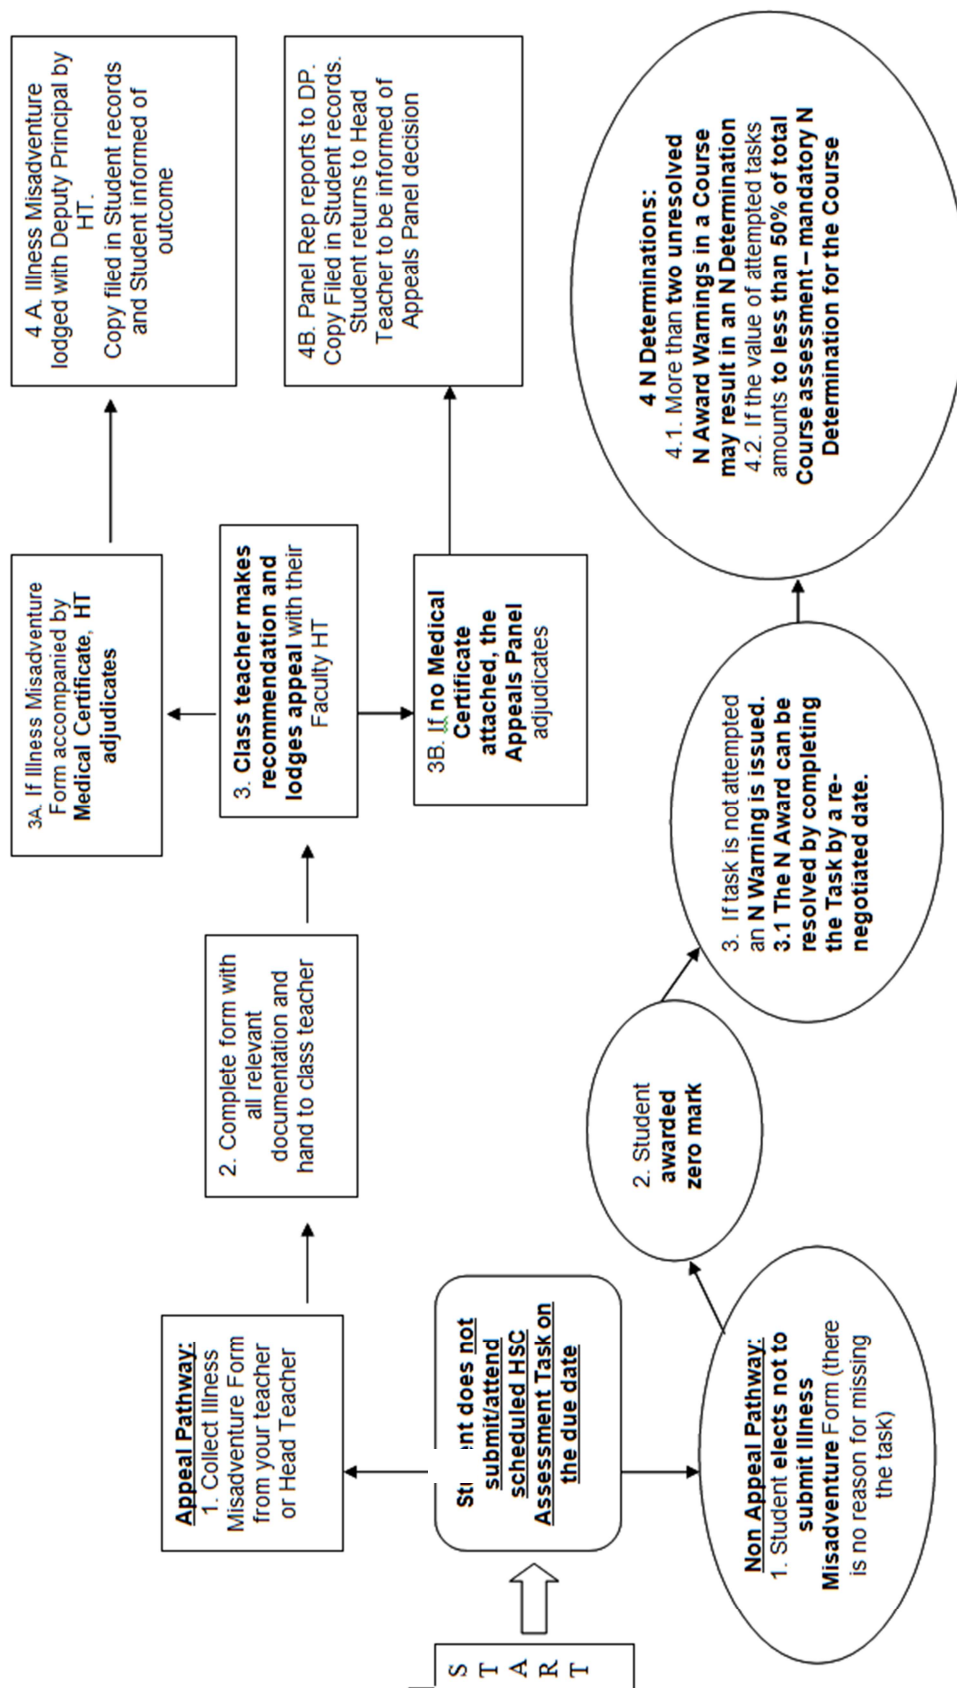 S
T
A
R
T
Student does not
submit/attend
scheduled HSC
Assessment Task on
the due date
Appeal Pathway:
1. Collect Illness
Misadventure Form
from your teacher
or Head Teacher
2. Complete form with
all relevant
documentation and
hand to class teacher
3. Class teacher makes
recommendation and
lodges appeal with their
Faculty HT
3A. If Illness Misadventure
Form accompanied by
Medical Certificate, HT
adjudicates
4 A. Illness Misadventure
lodged with Deputy Principal by
HT.
Copy filed in Student records
and Student informed of
outcome
3B. If no Medical
Certificate
attached, the
Appeals Panel
adjudicates
4B. Panel Rep reports to DP.
Copy Filed in Student records.
Student returns to Head
Teacher to be informed of
Appeals Panel decision
Non Appeal Pathway:
1. Student elects not to
submit Illness
Misadventure Form (there
is no reason for missing
the task)
2. Student
awarded
zero mark
3. If task is not attempted
an N Warning is issued.
3.1 The N Award can be
resolved by completing
the Task by a re-
negotiated date.
4 N Determinations:
4.1. More than two unresolved
N Award Warnings in a Course
may result in an N Determination
4.2. If the value of attempted tasks
amounts to less than 50% of total
Course assessment – mandatory N
Determination for the Course